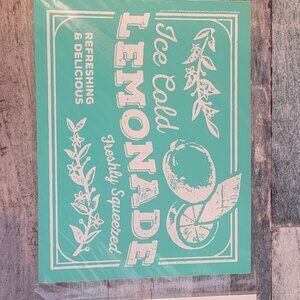 Ice Cold
LEMONADE
Freshly Squeezed
REFRESHING
& DELICIOUS